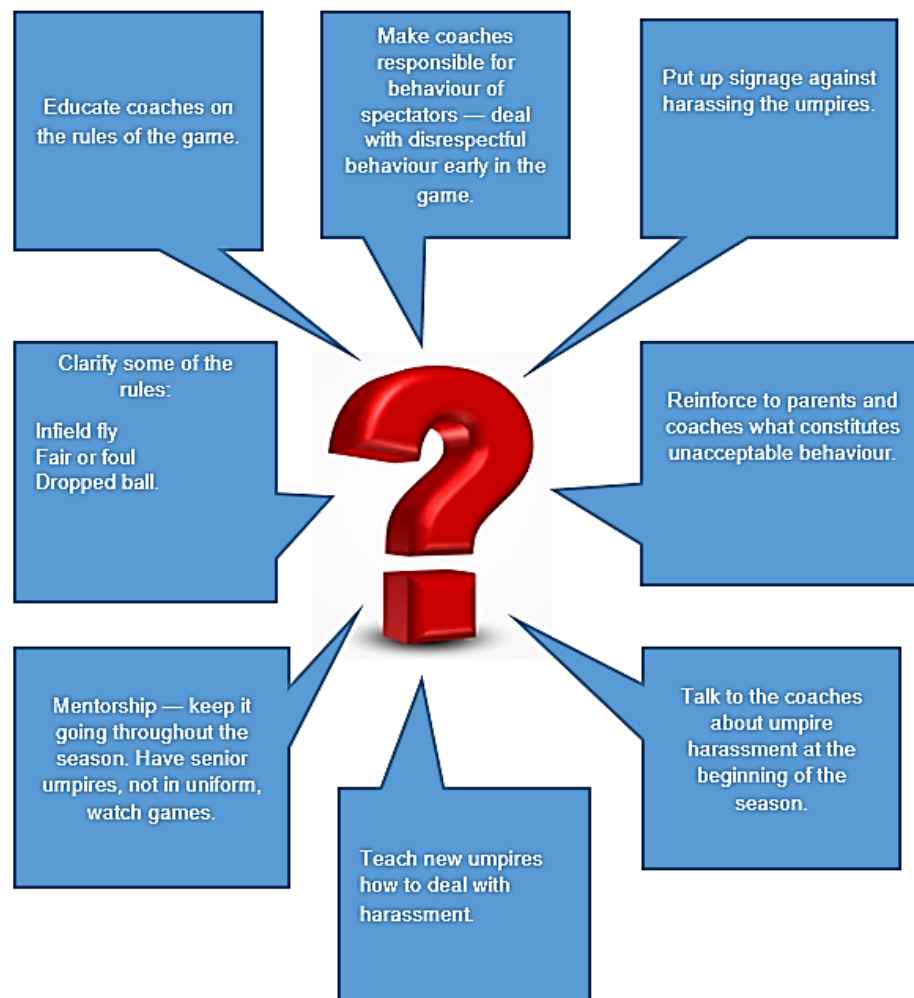 Educate coaches on
the rules of the game.
Make coaches
responsible for
behaviour of
spectators — deal
with disrespectful
behaviour early in the
game.
Put up signage against
harassing the umpires.
Clarify some of the
rules:
Infield fly
Fair or foul
Dropped ball.
Reinforce to parents and
coaches what constitutes
unacceptable behaviour.
Mentorship — keep it
going throughout the
season. Have senior
umpires, not in uniform,
watch games.
Teach new umpires
how to deal with
harassment.
Talk to the coaches
about umpire
harassment at the
beginning of the
season.
?